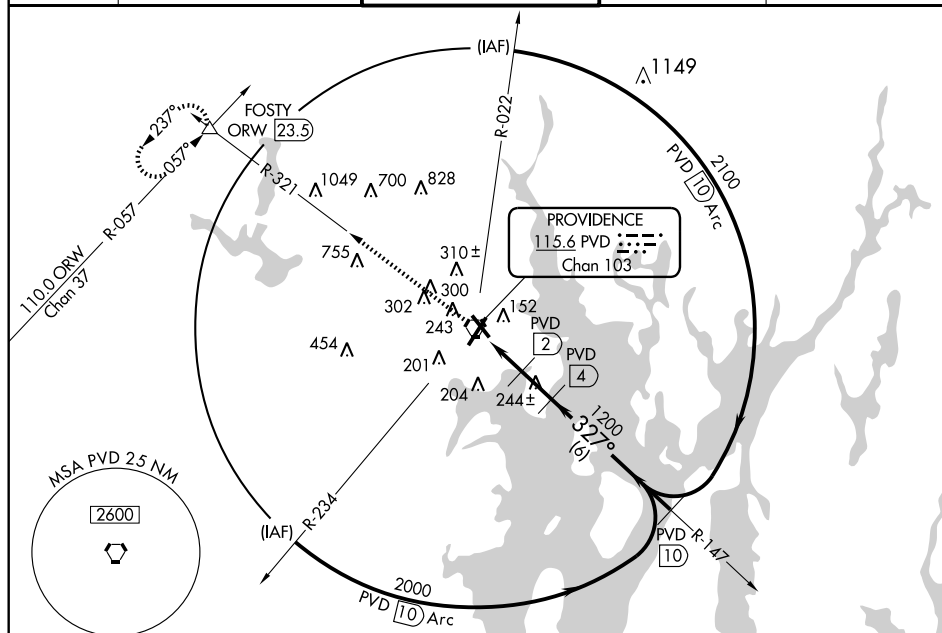 (IAF)
1149
R-022
237°
FOSTY
ORW 23.5
057°
R-057
110.0 ORW
Chan 37
R-321
1049
700
828
2100
PVD 10 Arc
PROVIDENCE
115.6 PVD
Chan 103
755
310±
300
302
243
152
PVD
2
PVD
4
454
201
204
244±
1200
327°
(6)
MSA PVD 25 NM
2600
(IAF)
R-234
PVD
10
R-147
2000
PVD 10 Arc